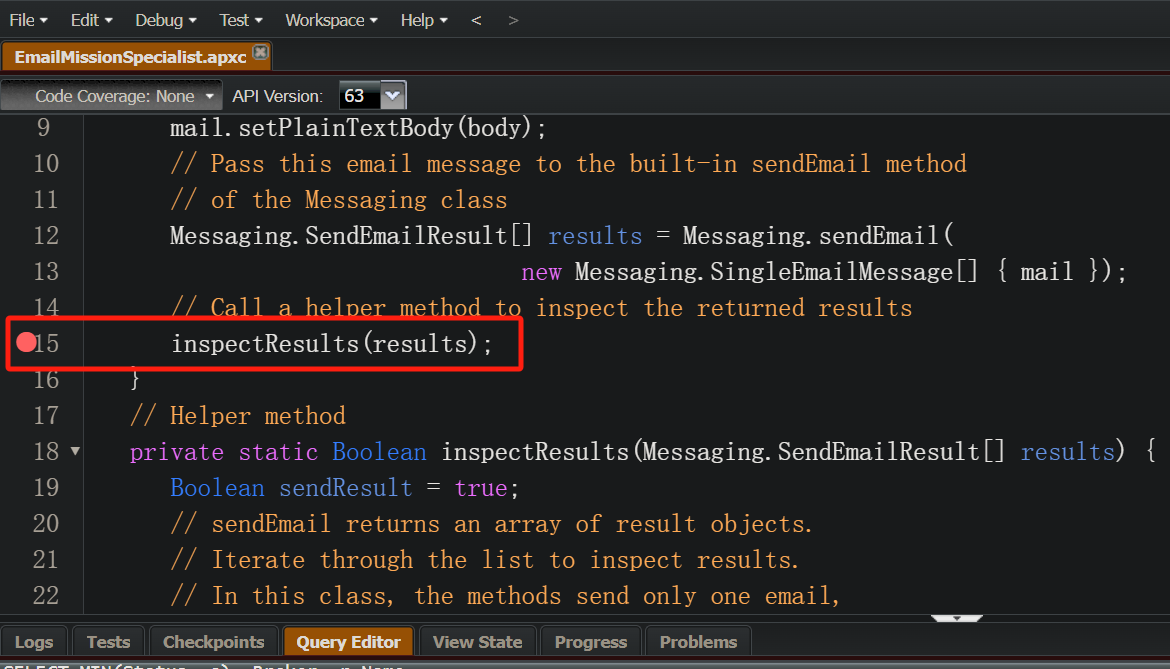 File Edit Debug Test Workspace Help < >
EmailMissionSpecialist.apxc
Code Coverage: None API Version: 63
9 mail.setPlainTextBody(body);
10 // Pass this email message to the built-in sendEmail method
11 // of the Messaging class
12 Messaging.SendEmailResult[] results = Messaging.sendEmail(
13 new Messaging.SingleEmailMessage[] { mail });
14 // Call a helper method to inspect the returned results
15 inspectResults(results);
16 }
17 // Helper method
18 private static Boolean inspectResults(Messaging.SendEmailResult[] results) {
19 Boolean sendResult = true;
20 // sendEmail returns an array of result objects.
21 // Iterate through the list to inspect results.
22 // In this class, the methods send only one email,
Logs Tests Checkpoints Query Editor View State Progress Problems